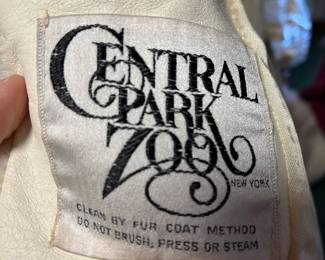 CENTRAL
PARK
ZOO
NEW YORK
CLEAN BY FUR COAT METHOD
DO NOT BRUSH, PRESS OR STEAM